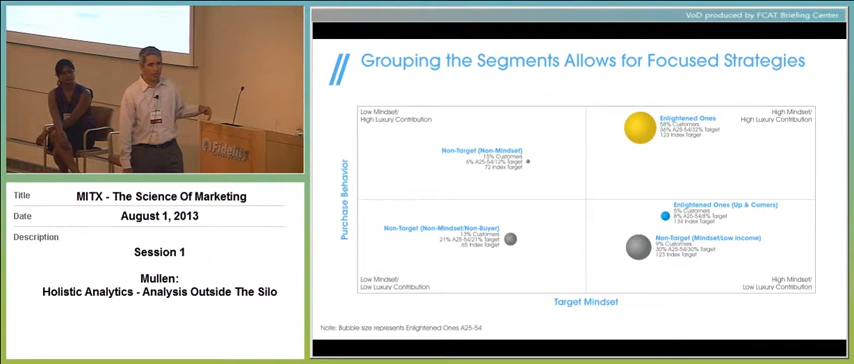 VoD produced by FCAT Briefing Center
Fidelity
Title
MITX - The Science Of Marketing
Date
August 1, 2013
Description
Session 1
Mullen:
Holistic Analytics - Analysis Outside The Silo
Grouping the Segments Allows for Focused Strategies
Low Mindset/
High Luxury Contribution
High Mindset/
High Luxury Contribution
Enlightened Ones
58% Customers
36% A25-54/32% Target
123 Index Target
Non-Target (Non-Mindset)
15% Customers
6% A25-54/12% Target
72 Index Target
Purchase Behavior
Enlightened Ones (Up & Comers)
5% Customers
8% A25-54/8% Target
134 Index Target
Non-Target (Non-Mindset/Non-Buyer)
13% Customers
21% A25-54/21% Target
65 Index Target
Non-Target (Mindset/Low Income)
9% Customers
30% A25-54/30% Target
123 Index Target
Low Mindset/
Low Luxury Contribution
High Mindset/
Low Luxury Contribution
Target Mindset
Note: Bubble size represents Enlightened Ones A25-54